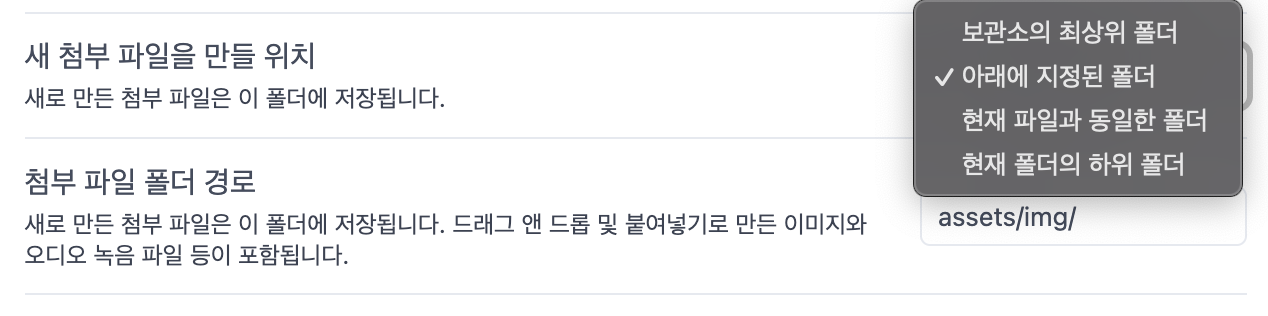 새 첨부 파일을 만들 위치
새로 만든 첨부 파일은 이 폴더에 저장됩니다.
보관소의 최상위 폴더
✓ 아래에 지정된 폴더
현재 파일과 동일한 폴더
현재 폴더의 하위 폴더
첨부 파일 폴더 경로
새로 만든 첨부 파일은 이 폴더에 저장됩니다. 드래그 앤 드롭 및 붙여넣기로 만든 이미지와
오디오 녹음 파일 등이 포함됩니다.
assets/img/